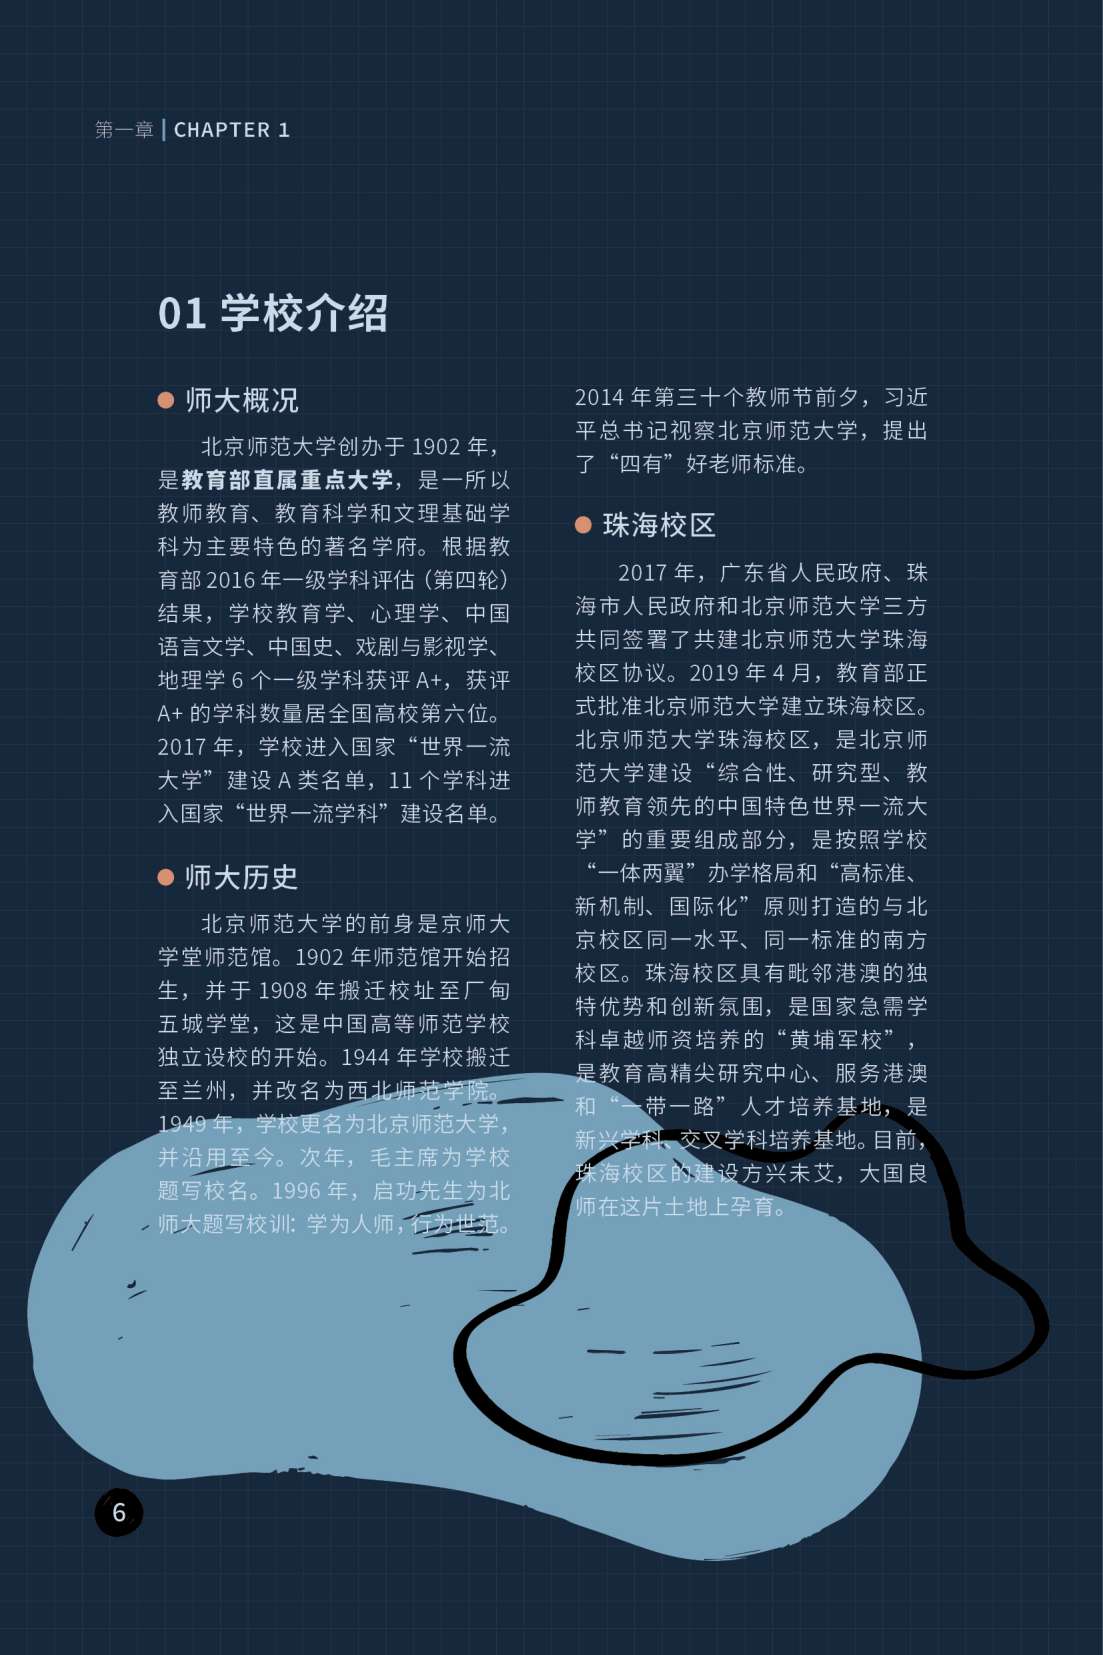 第一章 | CHAPTER 1
01 学校介绍
师大概况
北京师范大学创办于 1902 年，
是教育部直属重点大学，是一所以
教师教育、教育科学和文理基础学
科为主要特色的著名学府。根据教
育部 2016 年一级学科评估（第四轮）
结果，学校教育学、心理学、中国
语言文学、中国史、戏剧与影视学、
地理学 6 个一级学科获评 A+，获评
A+ 的学科数量居全国高校第六位。
2017 年，学校进入国家“世界一流
大学”建设 A 类名单，11 个学科进
入国家“世界一流学科”建设名单。
师大历史
北京师范大学的前身是京师大
学堂师范馆。1902 年师范馆开始招
生，并于 1908 年搬迁校址至厂甸
五城学堂，这是中国高等师范学校
独立设校的开始。1944 年学校搬迁
至兰州，并改名为西北师范学院。
1949 年，学校更名为北京师范大学，
并沿用至今。次年，毛主席为学校
题写校名。1996 年，启功先生为北
师大题写校训：学为人师，行为世范。
2014 年第三十个教师节前夕，习近
平总书记视察北京师范大学，提出
了“四有”好老师标准。
珠海校区
2017 年，广东省人民政府、珠
海市人民政府和北京师范大学三方
共同签署了共建北京师范大学珠海
校区协议。2019 年 4 月，教育部正
式批准北京师范大学建立珠海校区。
北京师范大学珠海校区，是北京师
范大学建设“综合性、研究型、教
师教育领先的中国特色世界一流大
学”的重要组成部分，是按照学校
“一体两翼”办学格局和“高标准、
新机制、国际化”原则打造的与北
京校区同一水平、同一标准的南方
校区。珠海校区具有毗邻港澳的独
特优势和创新氛围，是国家急需学
科卓越师资培养的“黄埔军校”，
是教育高精尖研究中心、服务港澳
和“一带一路”人才培养基地，是
新兴学科、交叉学科培养基地。目前，
珠海校区的建设方兴未艾，大国良
师在这片土地上孕育。
6